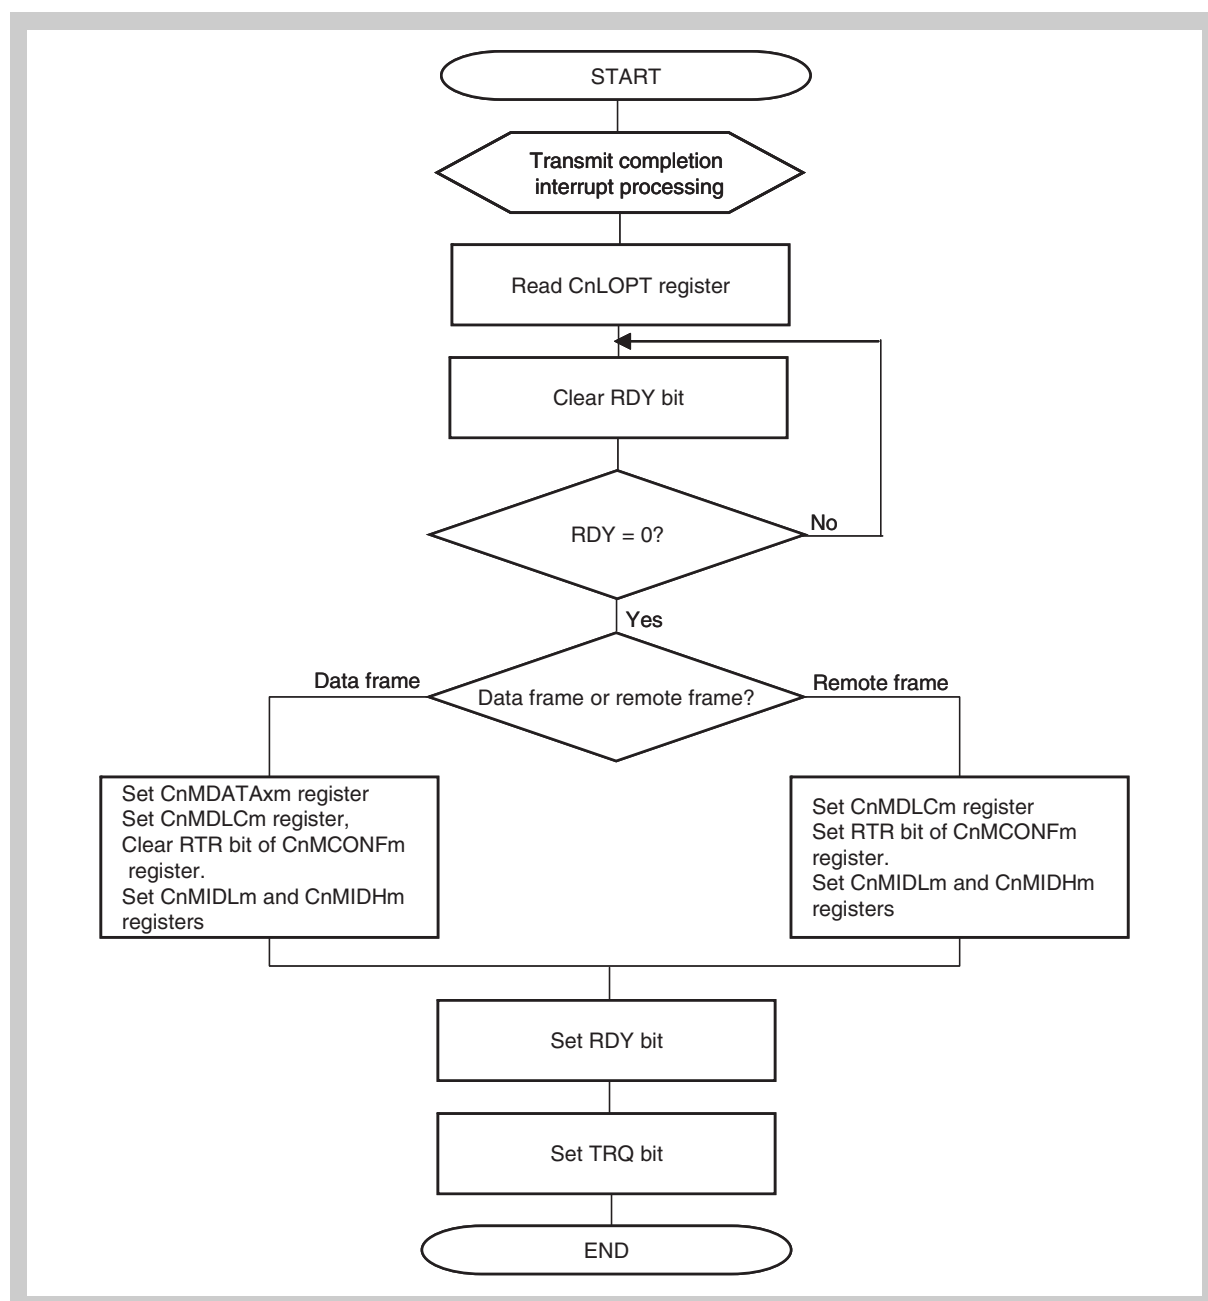 START
Transmit completion
interrupt processing
Read CnLOPT register
Clear RDY bit
RDY = 0?
No
Yes
Data frame
Data frame or remote frame?
Remote frame
Set CnMDATAxm register
Set CnMDLCm register,
Clear RTR bit of CnMCONFm
register.
Set CnMIDLm and CnMIDHm
registers
Set CnMDLCm register
Set RTR bit of CnMCONFm
register.
Set CnMIDLm and CnMIDHm
registers
Set RDY bit
Set TRQ bit
END